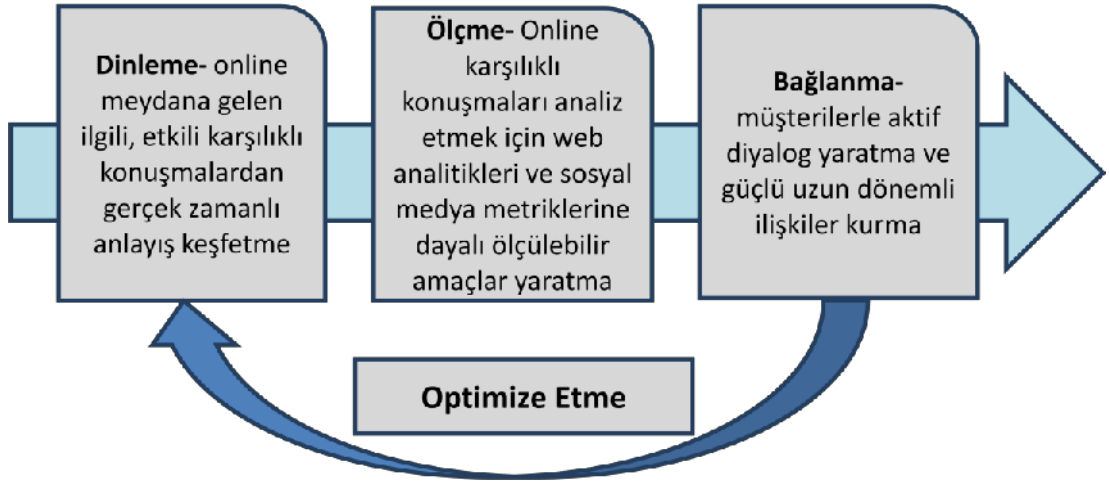 Dinleme- online
meydana gelen
ilgili, etkili karşılıklı
konuşmalardan
gerçek zamanlı
anlayış keşfetme
Ölçme- Online
karşılıklı
konuşmaları analiz
etmek için web
analitikleri ve sosyal
medya metriklerine
dayalı ölçülebilir
amaçlar yaratma
Bağlanma-
müşterilerle aktif
diyalog yaratma ve
güçlü uzun dönemli
ilişkiler kurma
Optimize Etme